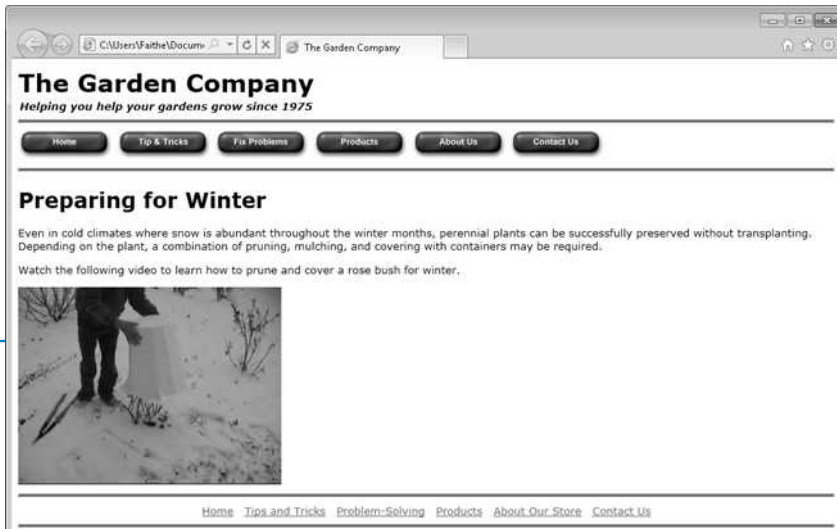 C:\Users\Faithe\Docum
The Garden Company
The Garden Company
Helping you help your gardens grow since 1975
Home Tip & Tricks Fix Problems Products About Us Contact Us
Preparing for Winter
Even in cold climates where snow is abundant throughout the winter months, perennial plants can be successfully preserved without transplanting.
Depending on the plant, a combination of pruning, mulching, and covering with containers may be required.
Watch the following video to learn how to prune and cover a rose bush for winter.
Home Tips and Tricks Problem-Solving Products About Our Store Contact Us